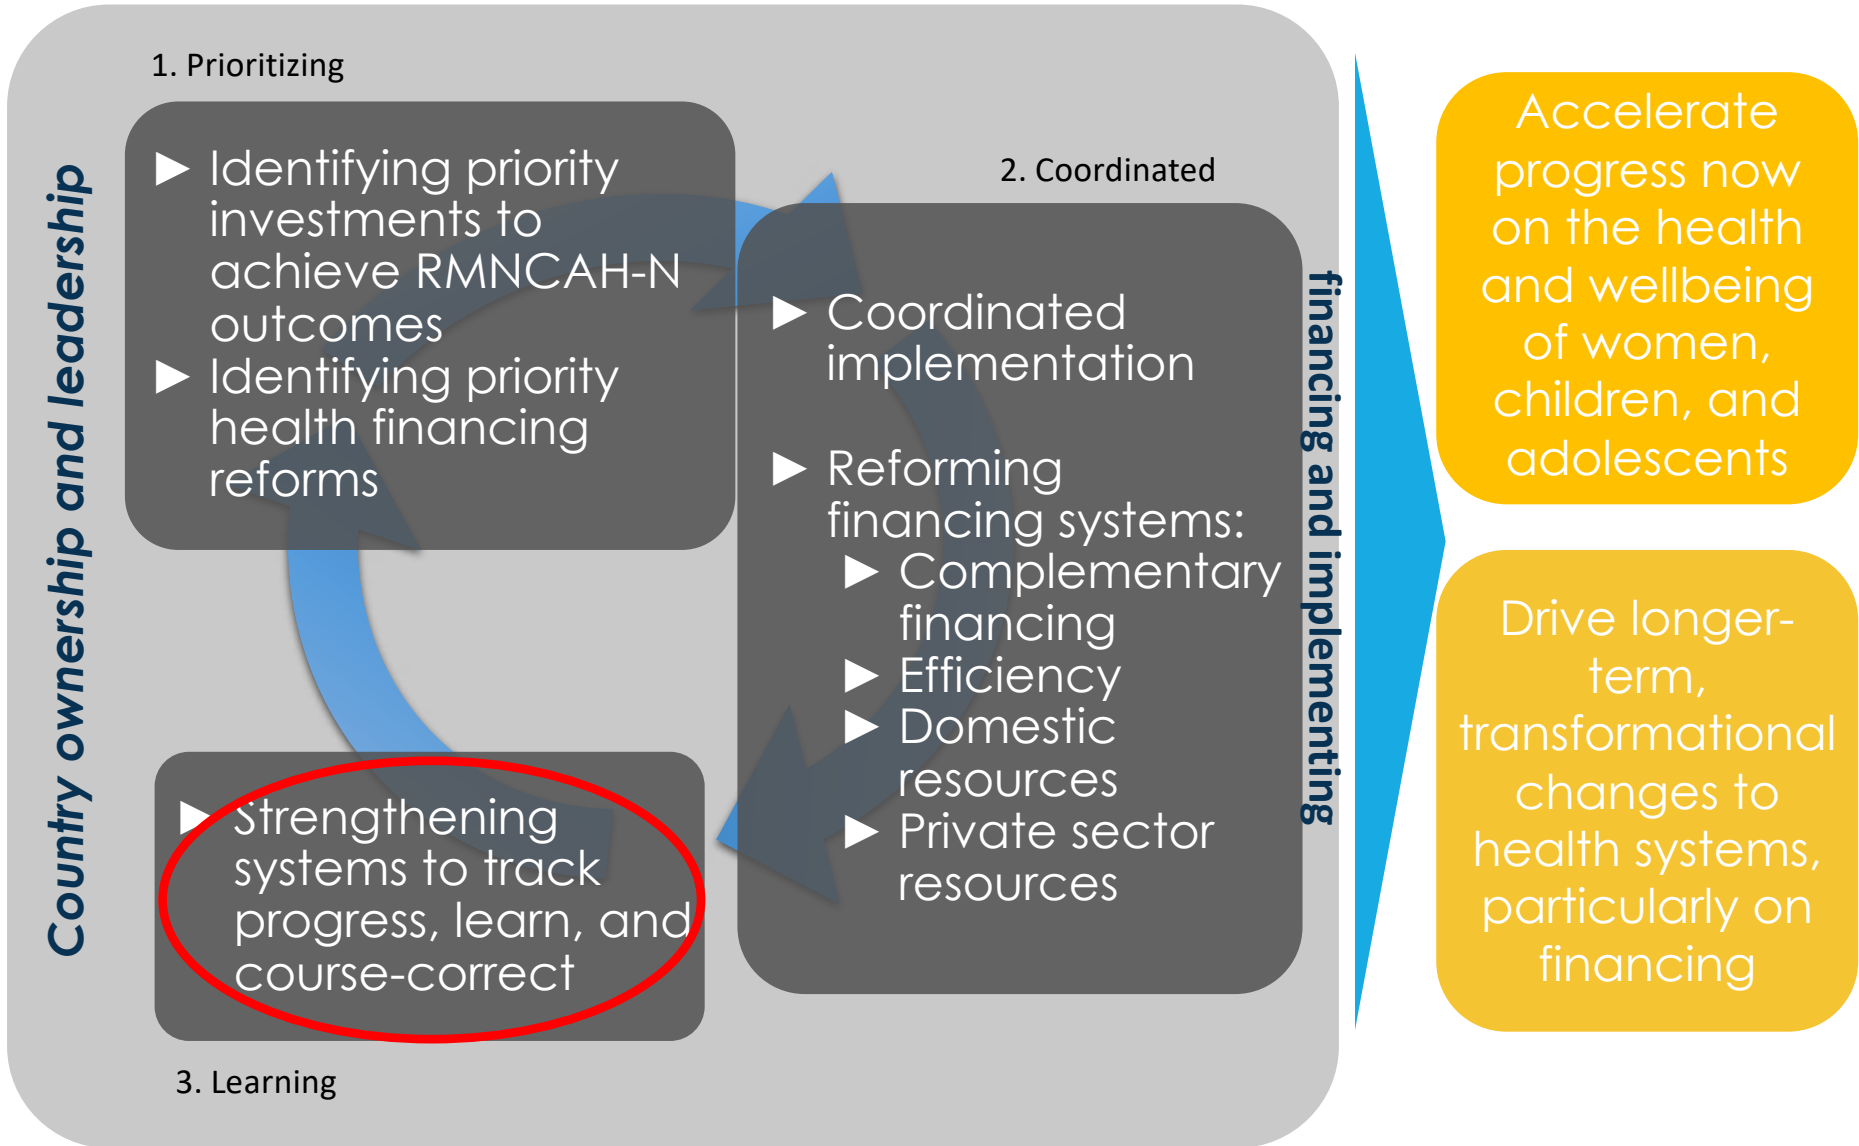 Country ownership and leadership
1. Prioritizing
► Identifying priority
investments to
achieve RMNCAH-N
outcomes
► Identifying priority
health financing
reforms
2. Coordinated
financing and implementing
► Coordinated
implementation
► Reforming
financing systems:
► Complementary
financing
► Efficiency
► Domestic
resources
► Private sector
resources
► Strengthening
systems to track
progress, learn, and
course-correct
3. Learning
Accelerate
progress now
on the health
and wellbeing
of women,
children, and
adolescents
Drive longer-
term,
transformational
changes to
health systems,
particularly on
financing